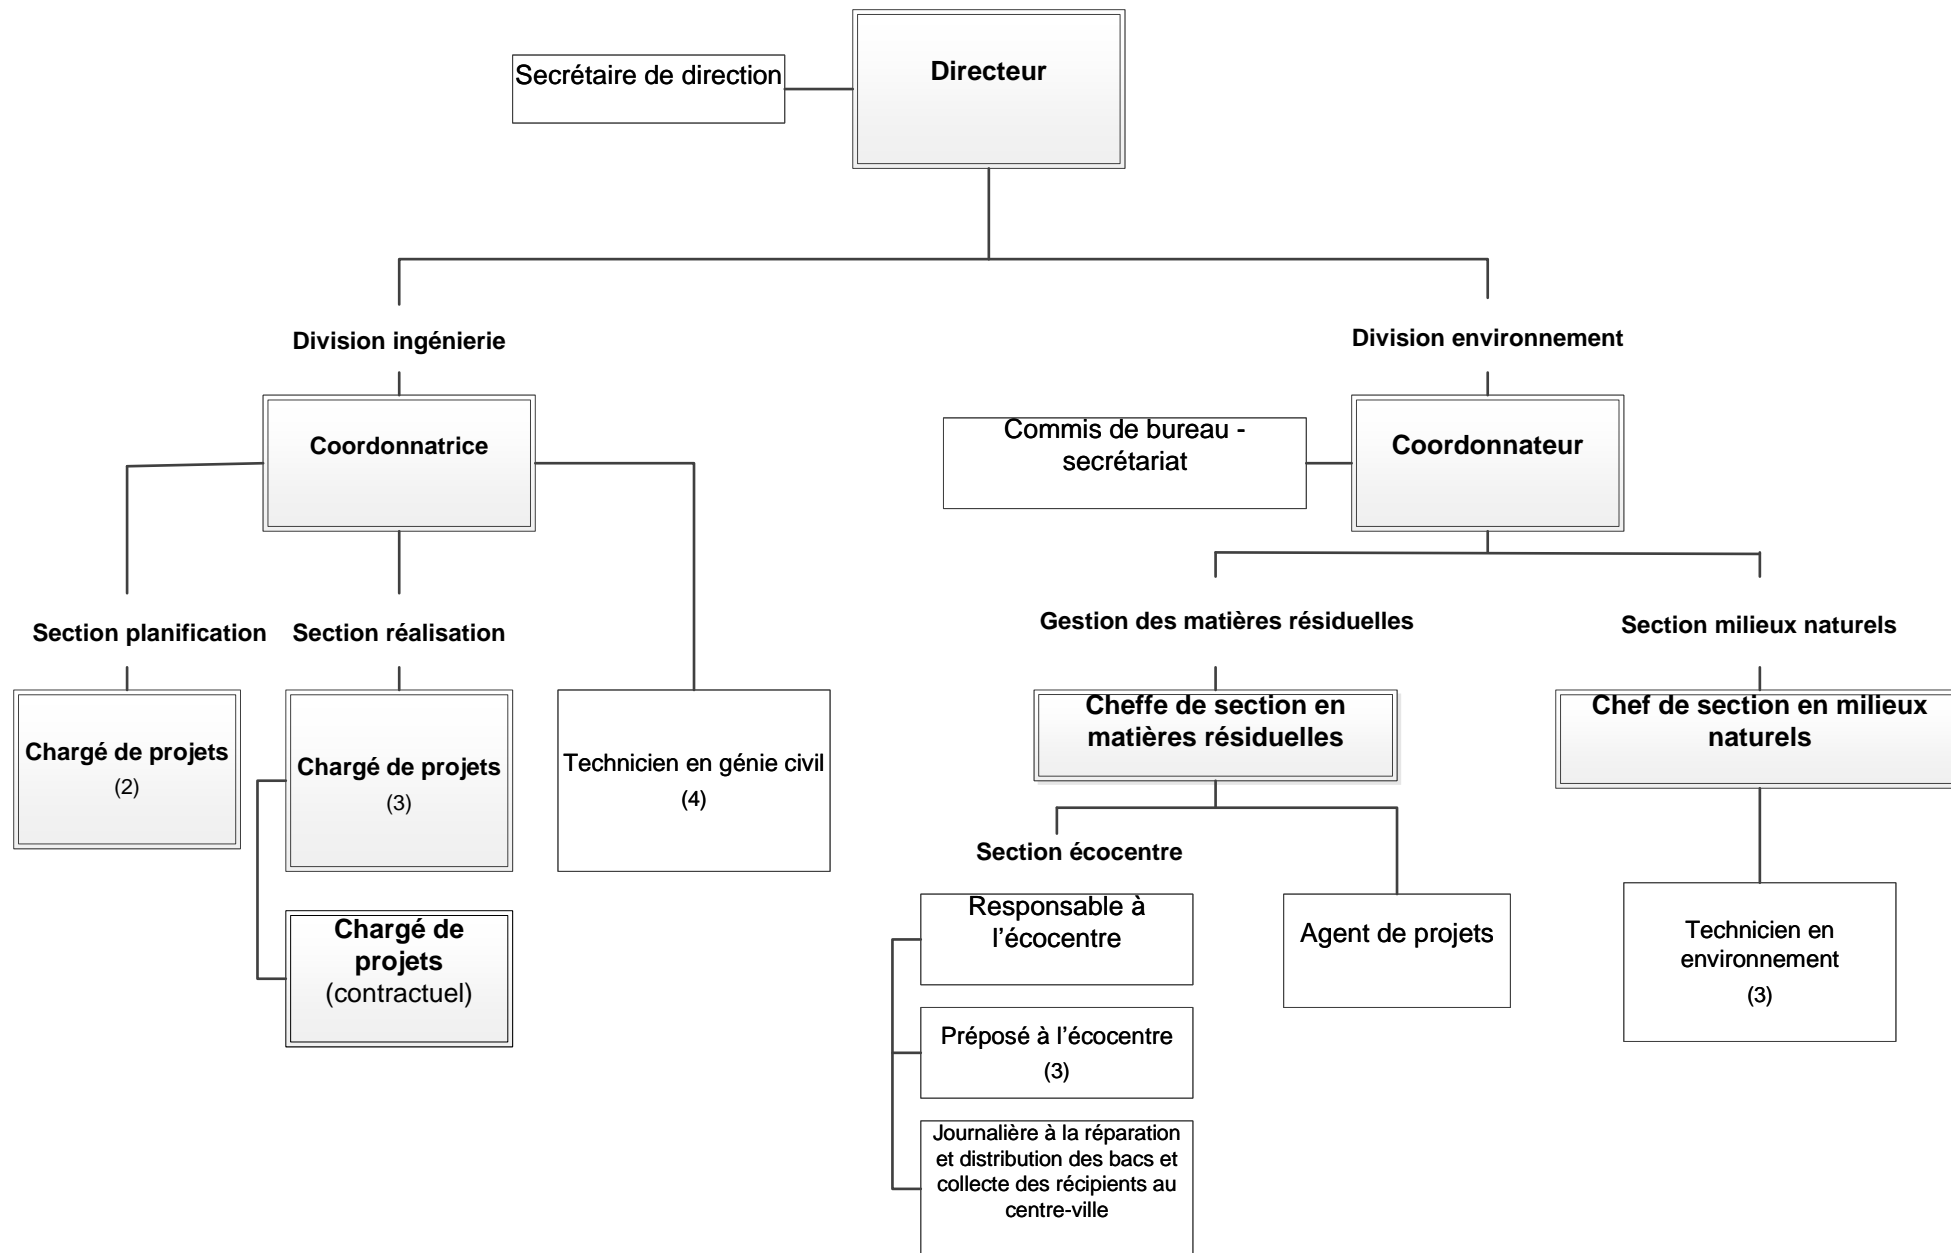 Secrétaire de direction
Directeur
Division ingénierie
Division environnement
Coordonnatrice
Commis de bureau -
secrétariat
Coordonnateur
Section planification
Section réalisation
Gestion des matières résiduelles
Section milieux naturels
Chargé de projets
(2)
Chargé de projets
(3)
Technicien en génie civil
(4)
Cheffe de section en
matières résiduelles
Chef de section en milieux
naturels
Chargé de
projets
(contractuel)
Section écocentre
Responsable à
l’écocentre
Agent de projets
Technicien en
environnement
(3)
Préposé à l’écocentre
(3)
Journalière à la réparation
et distribution des bacs et
collecte des récipients au
centre-ville